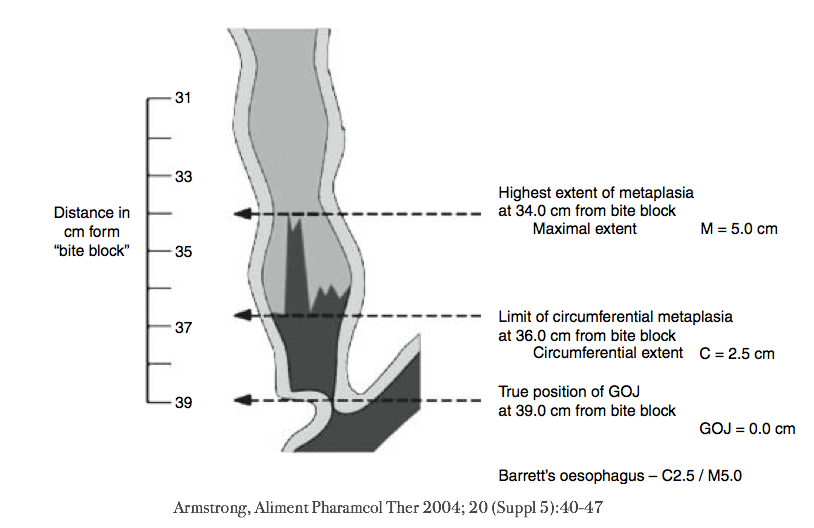 31
33
Distance in
cm form
“bite block”
35
37
39
Highest extent of metaplasia
at 34.0 cm from bite block
Maximal extent M = 5.0 cm
Limit of circumferential metaplasia
at 36.0 cm from bite block
Circumferential extent C = 2.5 cm
True position of GOJ
at 39.0 cm from bite block
GOJ = 0.0 cm
Barrett’s oesophagus – C2.5 / M5.0
Armstrong, Aliment Pharamcol Ther 2004; 20 (Suppl 5):40-47